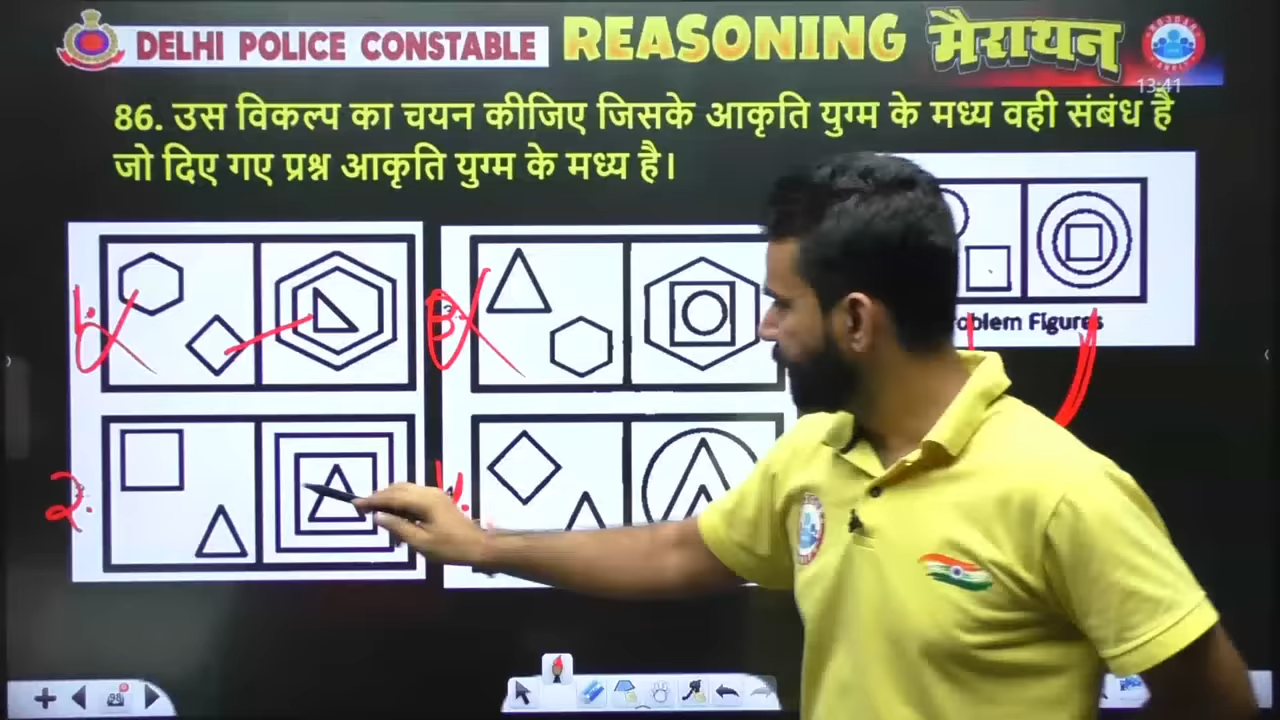 DELHI POLICE CONSTABLE
REASONING मैराथन
13:41
86. उस विकल्प का चयन कीजिए जिसके आकृति युग्म के मध्य वही संबंध है
जो दिए गए प्रश्न आकृति युग्म के मध्य है।
Figures
2.